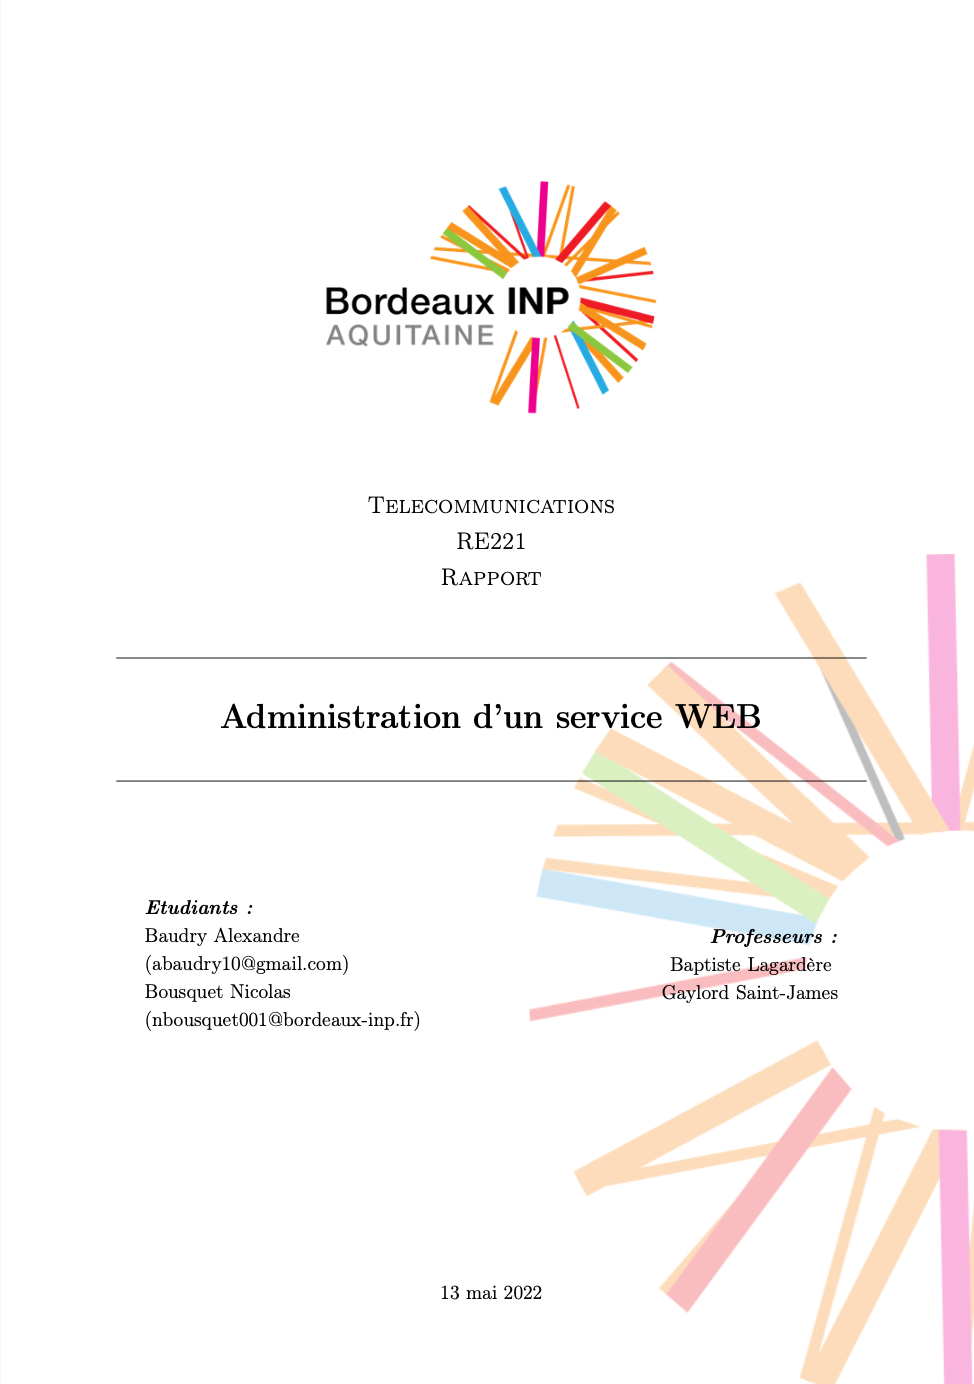 Bordeaux INP
AQUITAINE
TELECOMMUNICATIONS
RE221
RAPPORT
Administration d'un service WEB
Etudiants :
Baudry Alexandre
(abaudry10@gmail.com)
Bousquet Nicolas
(nbousquet001@bordeaux-inp.fr)
Professeurs :
Baptiste Lagardère
Gaylord Saint-James
13 mai 2022